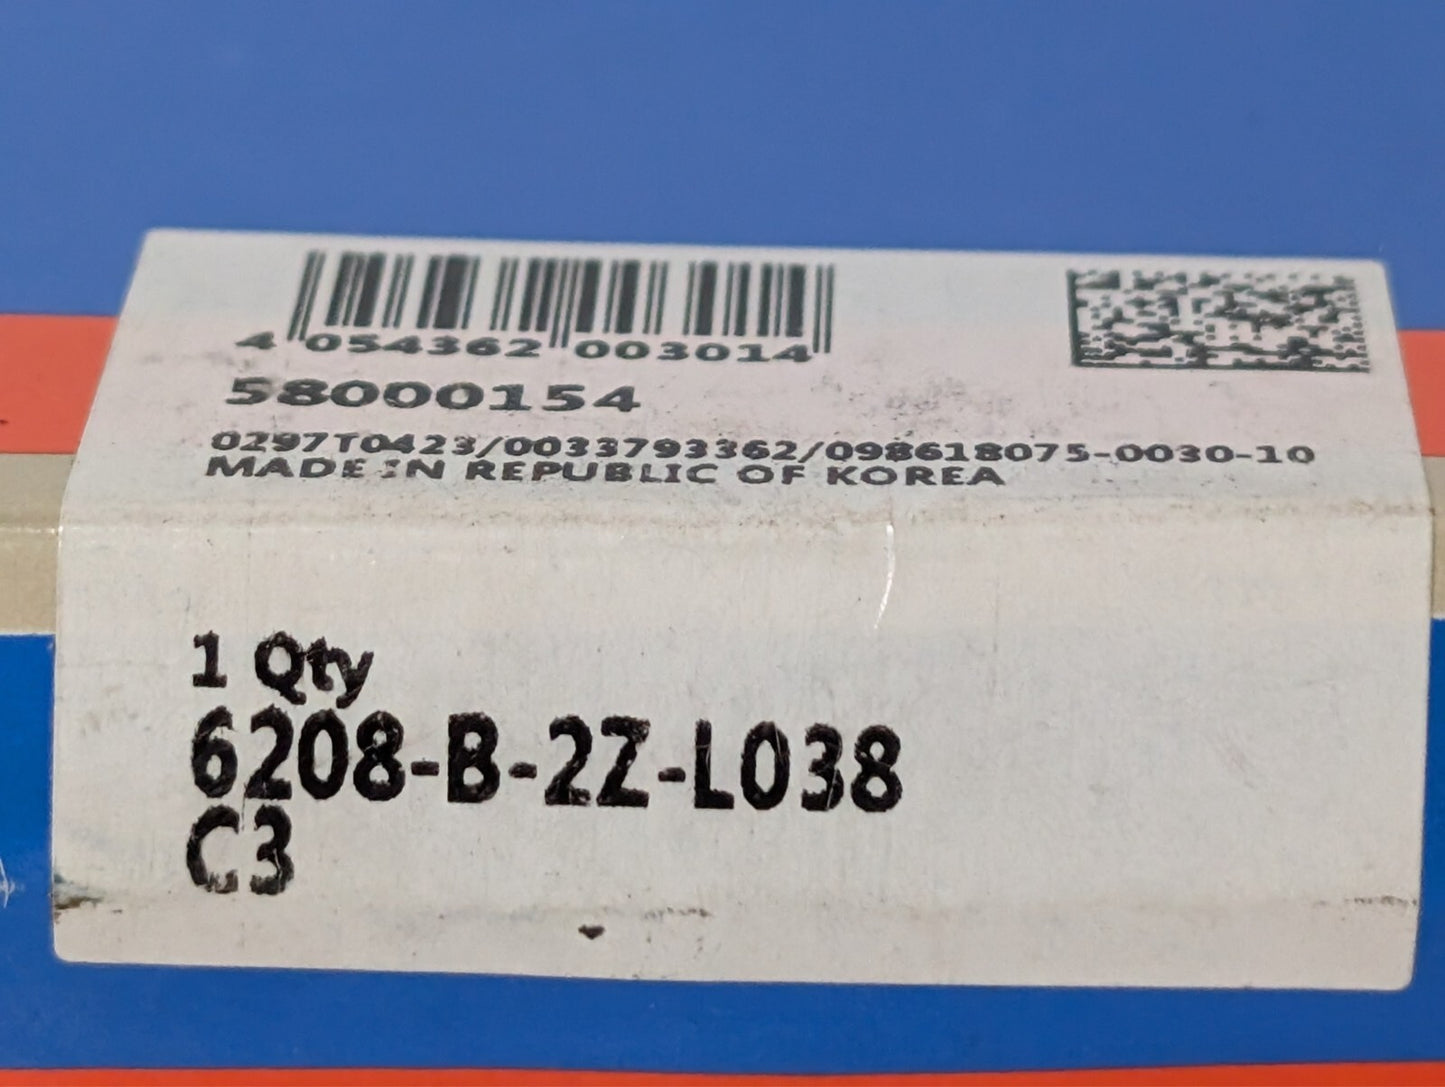 4 054362 003014
58000154
0297T0423/0033793362/098618075-0030-10
MADE IN REPUBLIC OF KOREA
1 Qty
6208-B-2Z-L038
C3